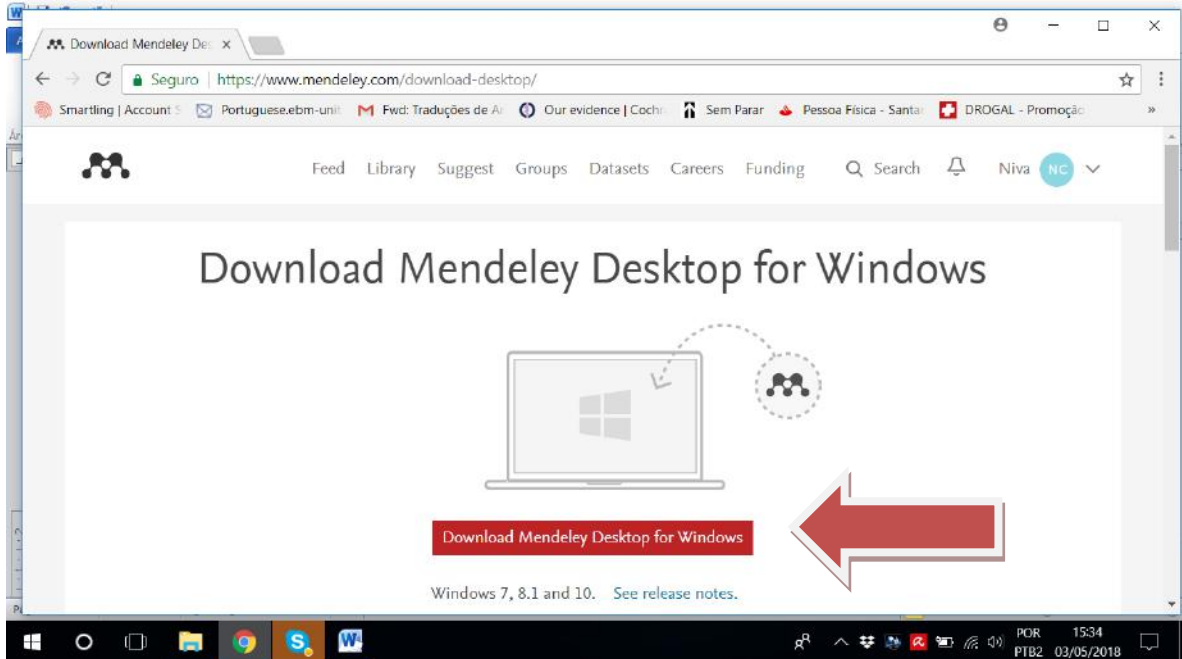 Download Mendeley Des
Seguro https://www.mendeley.com/download-desktop/
Smartling | Account S Portuguese.ebm-unit Fwd: Traduções de Ar Our evidence | Cochr Sem Parar Pessoa Física - Santan DROGAL - Promoção »
Feed Library Suggest Groups Datasets Careers Funding Search Niva NC
Download Mendeley Desktop for Windows
Download Mendeley Desktop for Windows
Windows 7, 8.1 and 10. See release notes.
POR 15:34
PTB2 03/05/2018